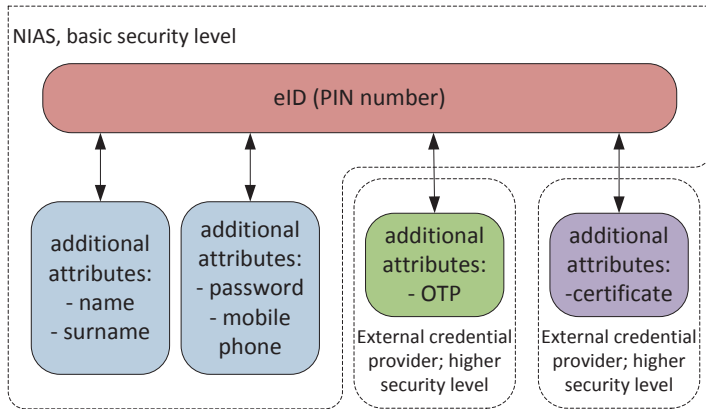 NIAS, basic security level
eID (PIN number)
additional
attributes:
- name
- surname
additional
attributes:
- password
- mobile
phone
additional
attributes:
- OTP
External credential
provider; higher
security level
additional
attributes:
-certificate
External credential
provider; higher
security level